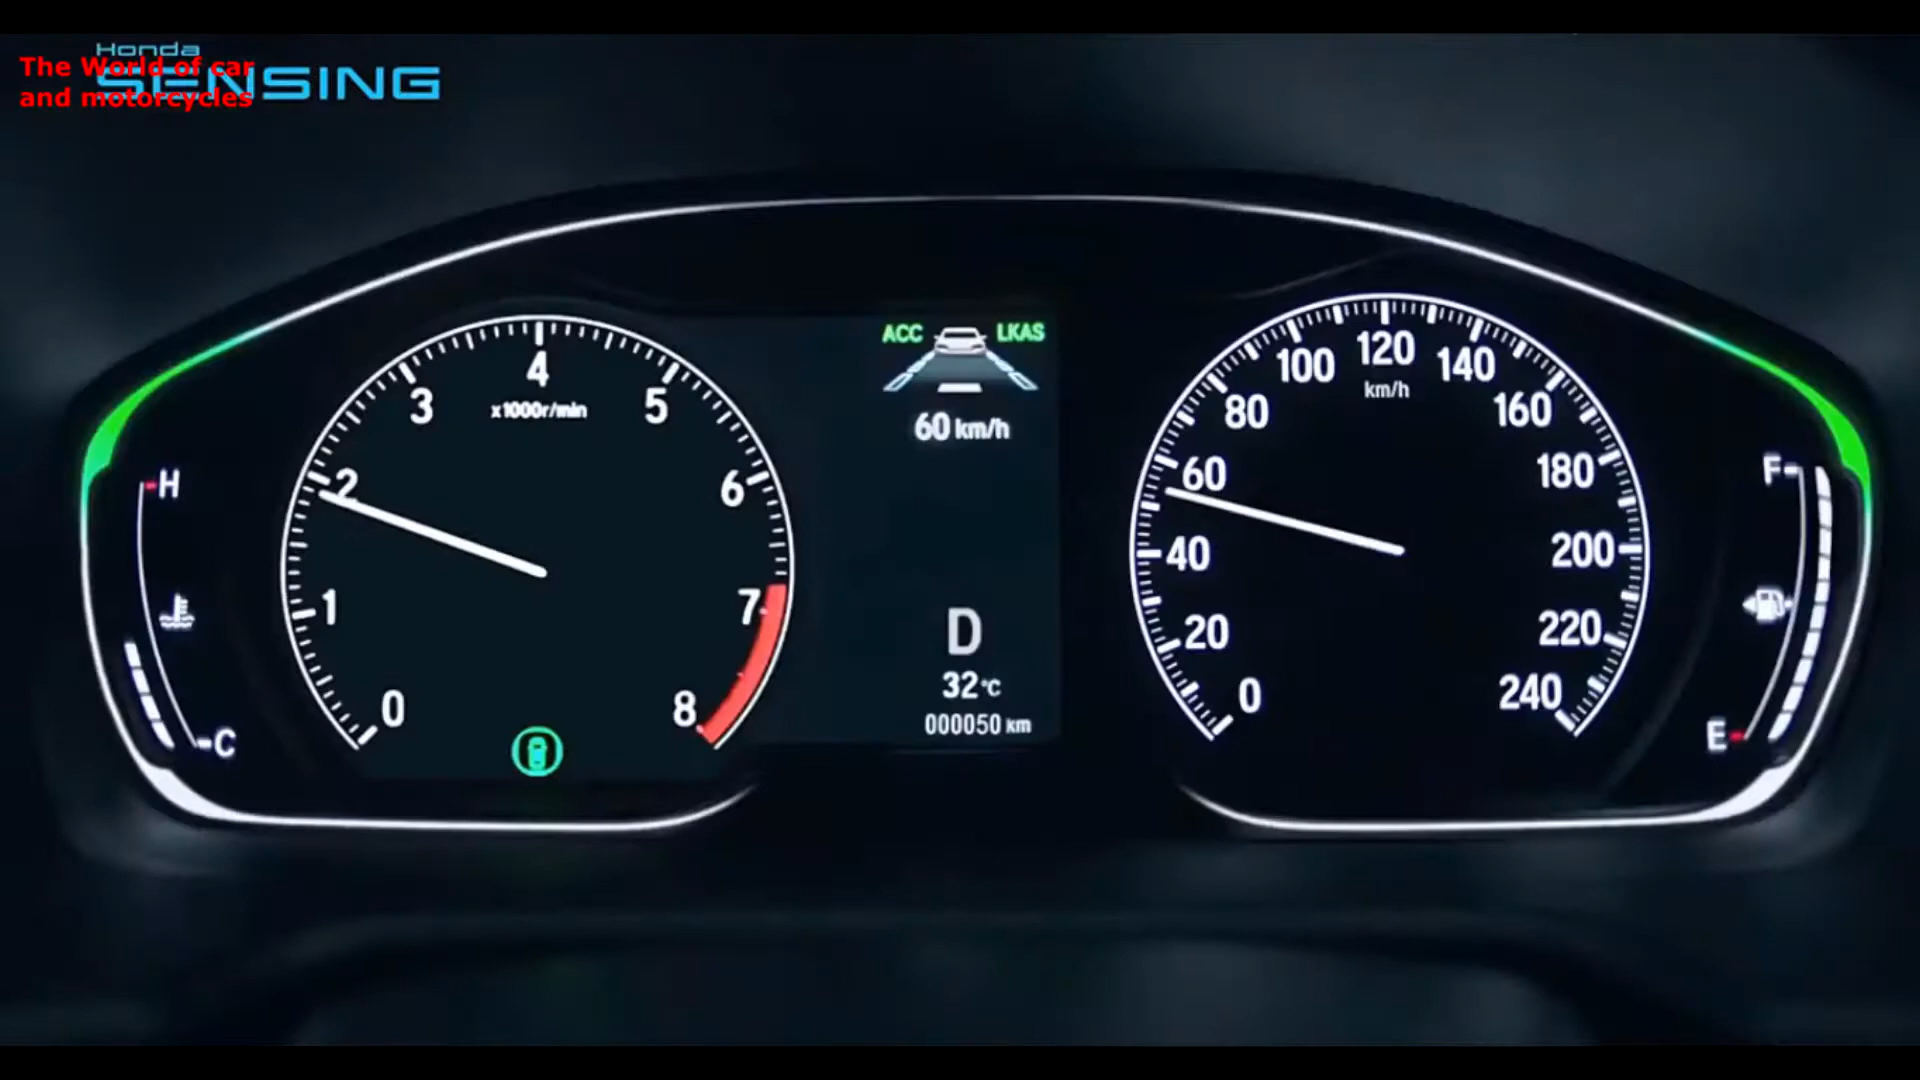 Honda
SENSING
The World of car
and motorcycles
ACC LKAS
60 km/h
D
32°C
000050 km
H
C
0
1
2
3
4
5
6
7
8
x1000r/min
0
20
40
60
80
100
120
140
160
180
200
220
240
km/h
F
E